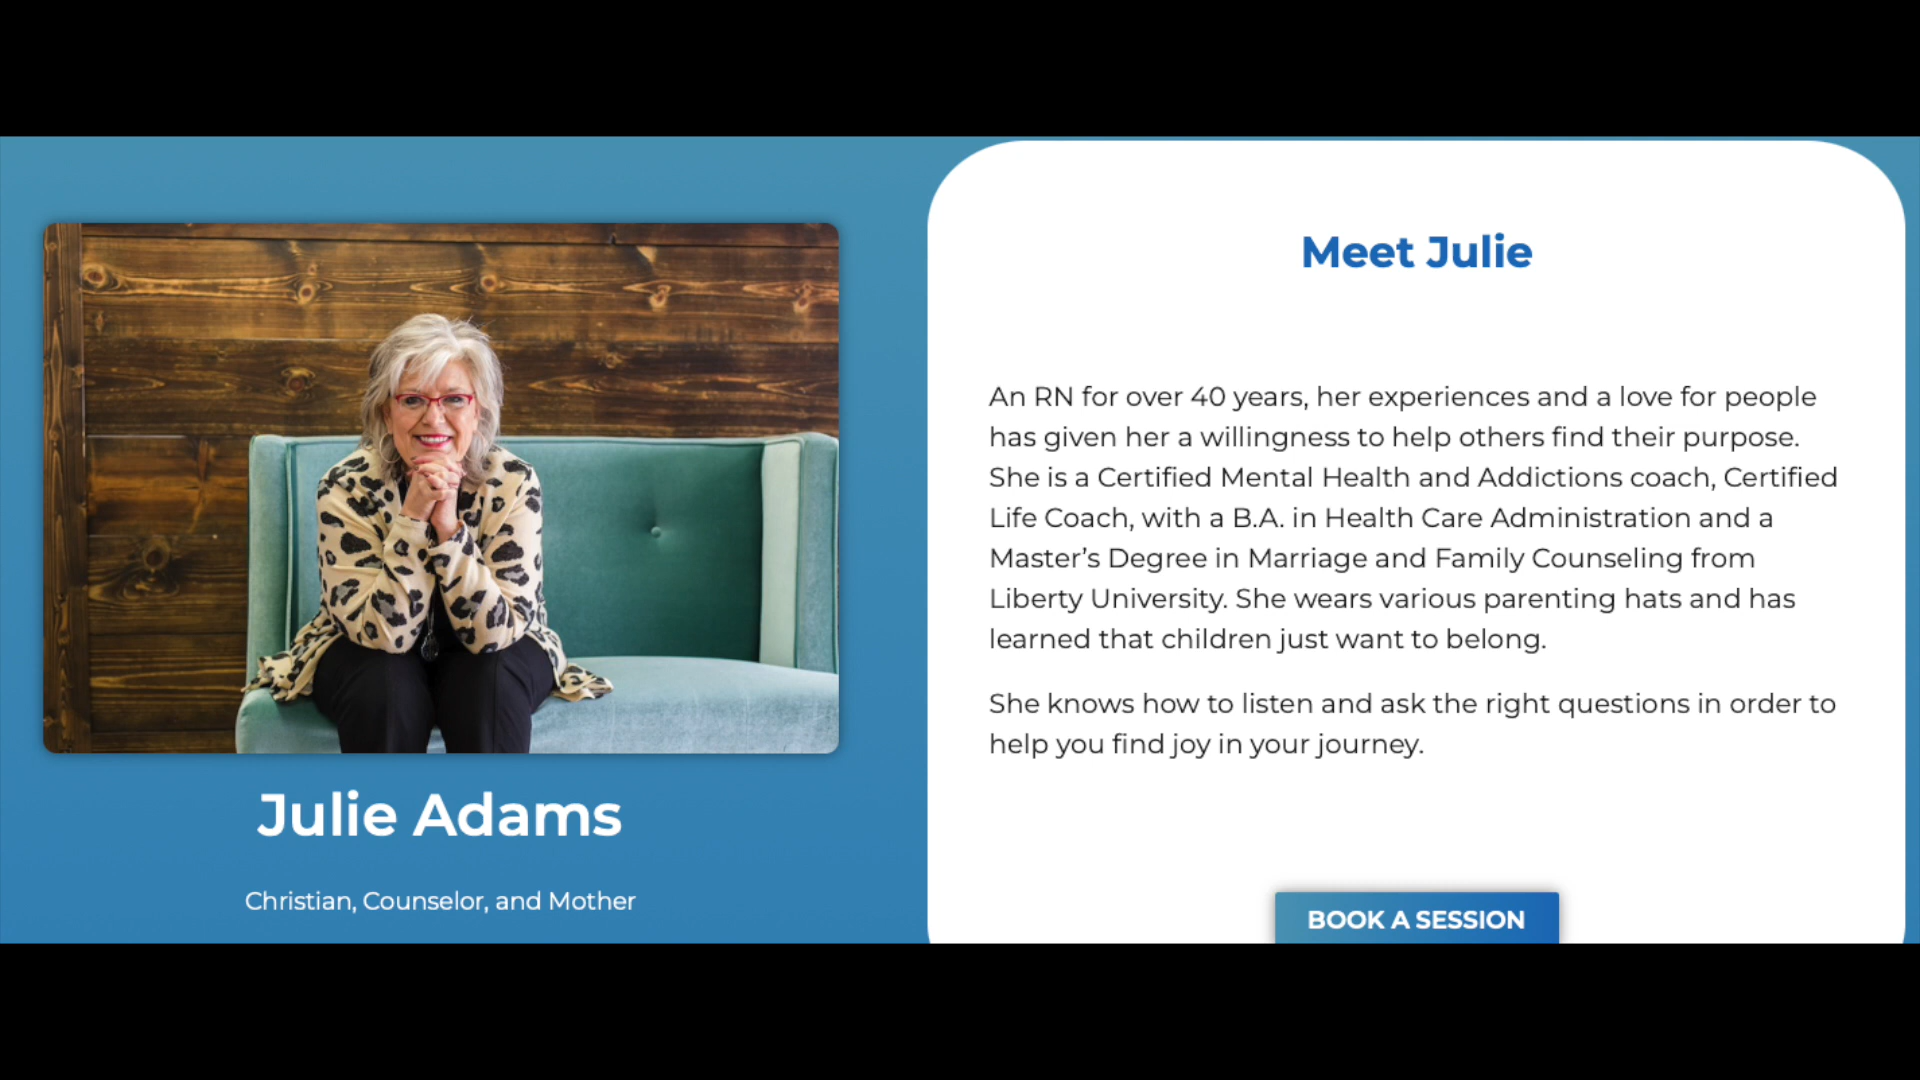 Meet Julie
An RN for over 40 years, her experiences and a love for people
has given her a willingness to help others find their purpose.
She is a Certified Mental Health and Addictions coach, Certified
Life Coach, with a B.A. in Health Care Administration and a
Master’s Degree in Marriage and Family Counseling from
Liberty University. She wears various parenting hats and has
learned that children just want to belong.
She knows how to listen and ask the right questions in order to
help you find joy in your journey.
Julie Adams
Christian, Counselor, and Mother
BOOK A SESSION